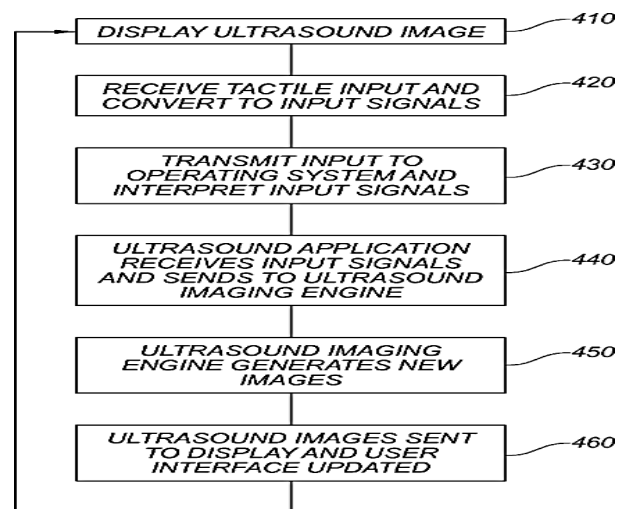 DISPLAY ULTRASOUND IMAGE
410
RECEIVE TACTILE INPUT AND
CONVERT TO INPUT SIGNALS
420
TRANSMIT INPUT TO
OPERATING SYSTEM AND
INTERPRET INPUT SIGNALS
430
ULTRASOUND APPLICATION
RECEIVES INPUT SIGNALS
AND SENDS TO ULTRASOUND
IMAGING ENGINE
440
ULTRASOUND IMAGING
ENGINE GENERATES NEW
IMAGES
450
ULTRASOUND IMAGES SENT
TO DISPLAY AND USER
INTERFACE UPDATED
460